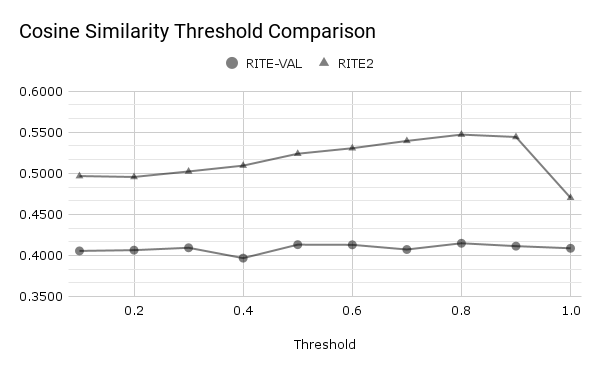 Cosine Similarity Threshold Comparison
RITE-VAL RITE2
0.6000
0.5500
0.5000
0.4500
0.4000
0.3500
0.2 0.4 0.6 0.8 1.0
Threshold